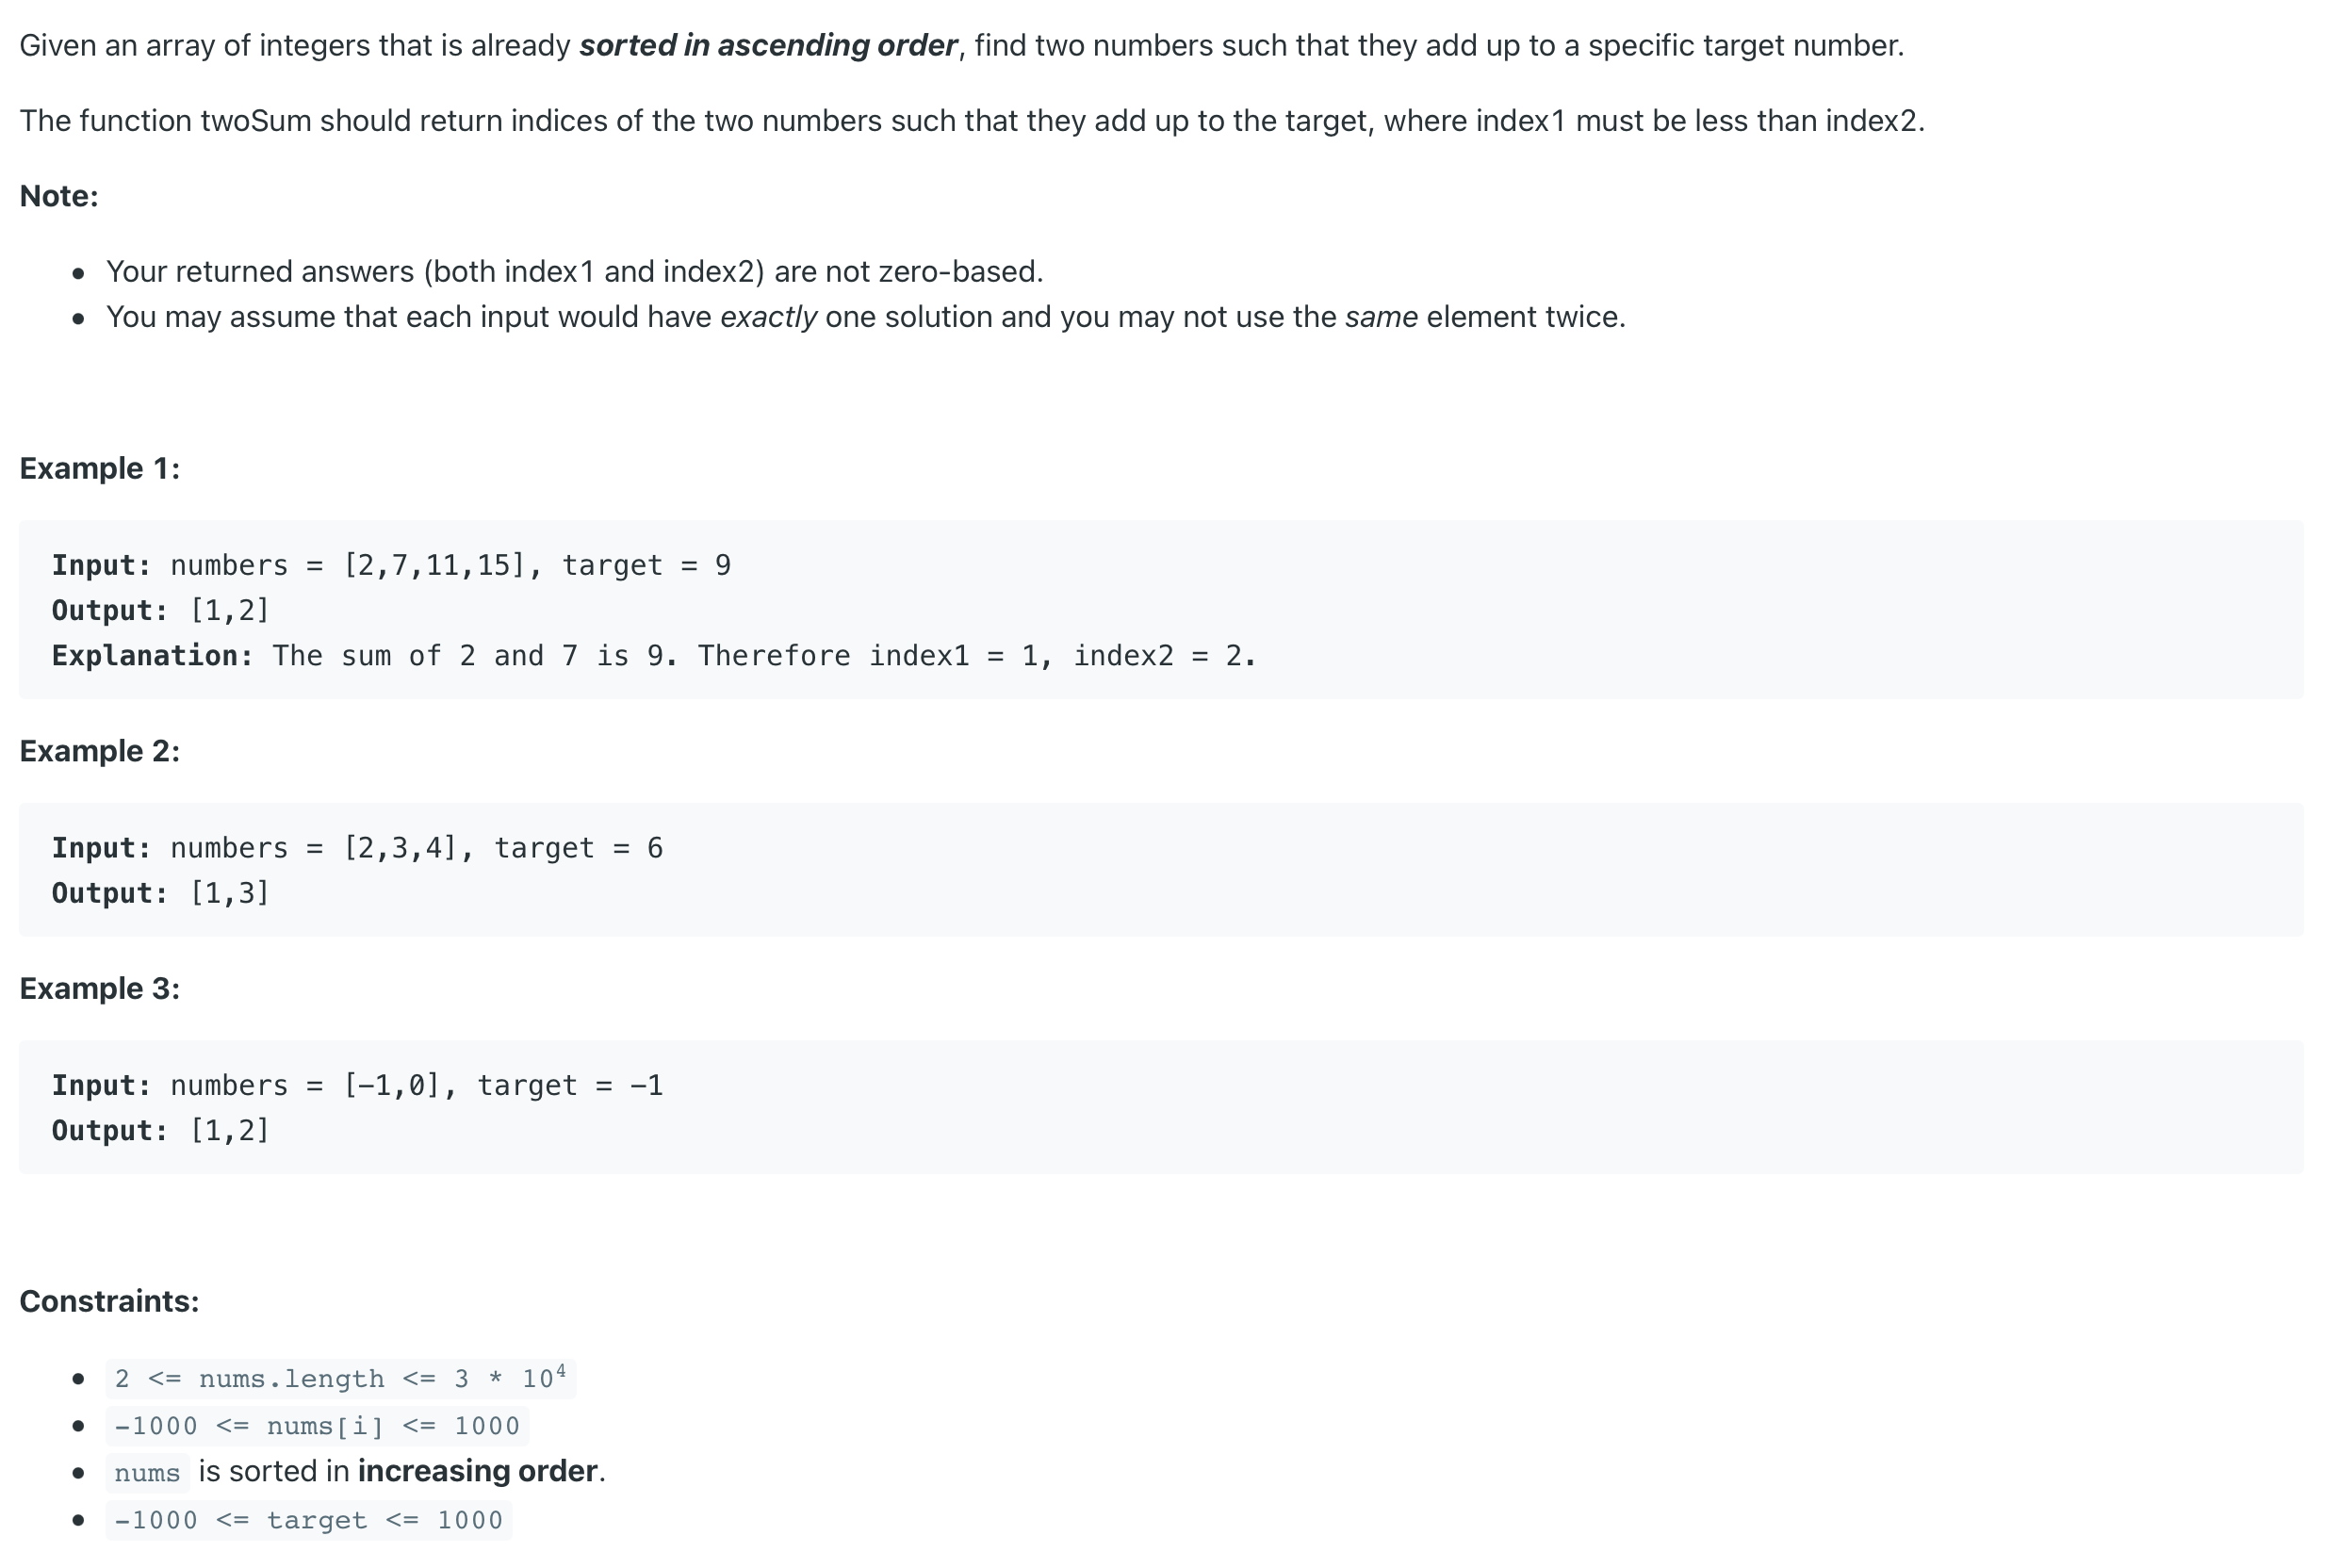 Given an array of integers that is already sorted in ascending order, find two numbers such that they add up to a specific target number.
The function twoSum should return indices of the two numbers such that they add up to the target, where index1 must be less than index2.
Note:
• Your returned answers (both index1 and index2) are not zero-based.
• You may assume that each input would have exactly one solution and you may not use the same element twice.
Example 1:
Input: numbers = [2,7,11,15], target = 9
Output: [1,2]
Explanation: The sum of 2 and 7 is 9. Therefore index1 = 1, index2 = 2.
Example 2:
Input: numbers = [2,3,4], target = 6
Output: [1,3]
Example 3:
Input: numbers = [-1,0], target = -1
Output: [1,2]
Constraints:
• 2 <= nums.length <= 3 * 10⁴
• -1000 <= nums[i] <= 1000
• nums is sorted in increasing order.
• -1000 <= target <= 1000